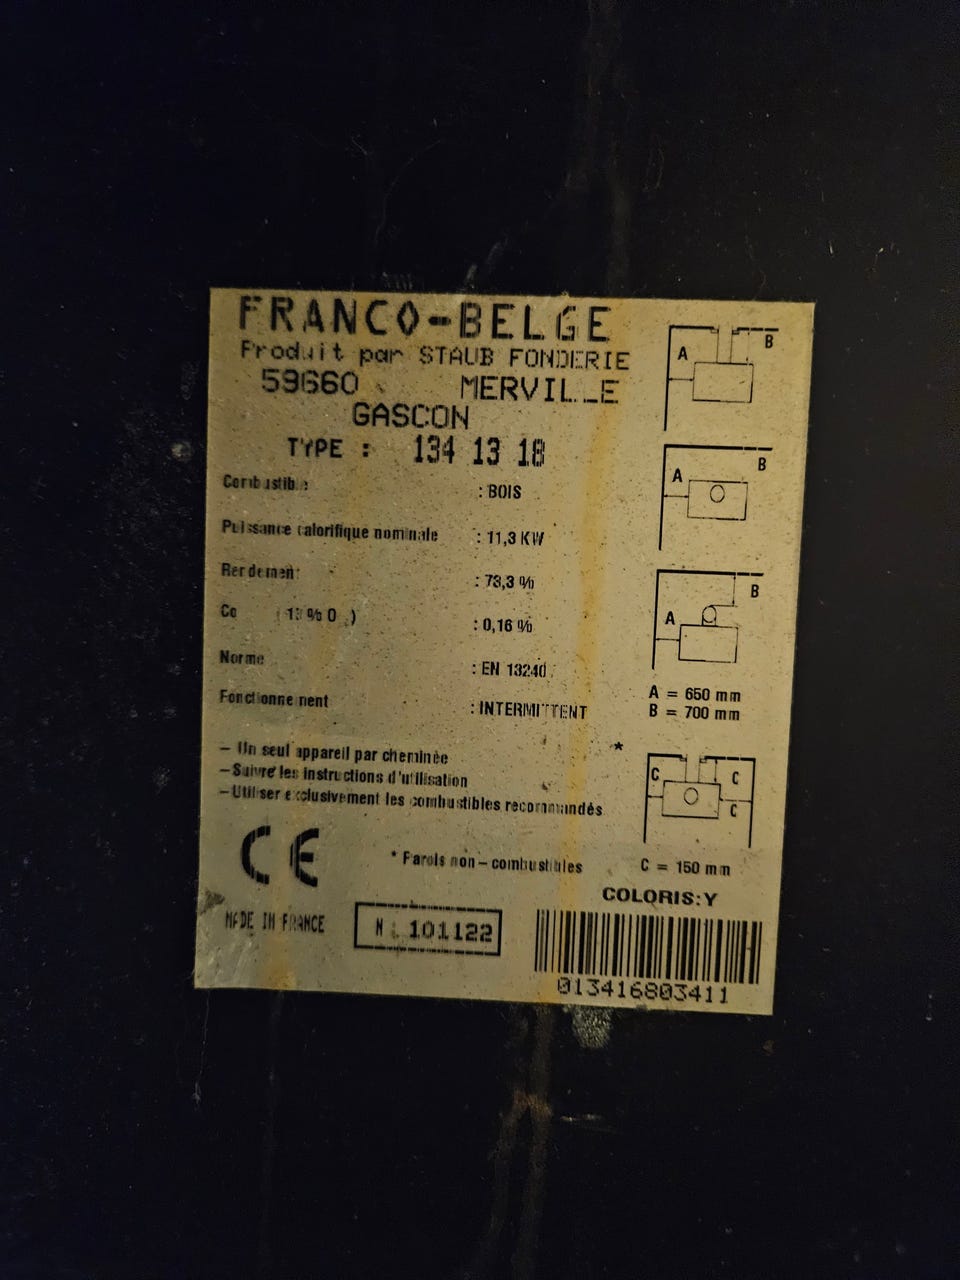 FRANCO-BELGE
Produit par STAUB FONDERIE
59660 MERVILLE
GASCON
TYPE : 134 13 18
Combustible : BOIS
Puissance calorifique nominale : 11,3 KW
Rendement : 73,3 %
Co (13 % O ) : 0,16 %
Norme : EN 13240
Fonctionnement : INTERMITTENT
– Un seul appareil par cheminée
– Suivre les instructions d'utilisation
– Utiliser exclusivement les combustibles recommandés
CE
* Parois non – combustibles
MADE IN FRANCE
N 101122
A B
A B
A B
A = 650 mm
B = 700 mm
*
C C
C
C = 150 mm
COLORIS:Y
013416803411